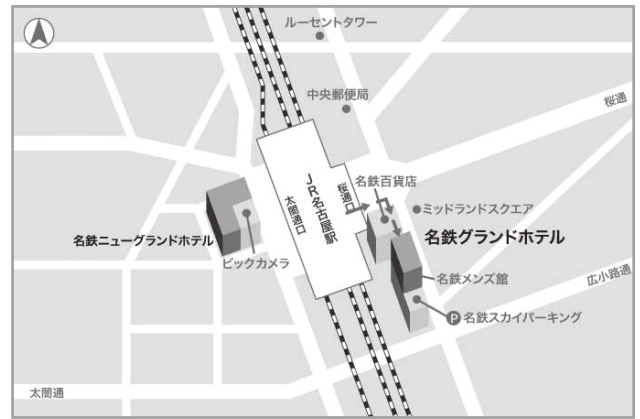 ルーセントタワー
中央郵便局
桜通
JR名古屋駅
太閤通口
桜通口
名鉄百貨店
ミッドランドスクエア
名鉄ニューグランドホテル
ビックカメラ
名鉄グランドホテル
名鉄メンズ館
広小路通
P 名鉄スカイパーキング
太閤通